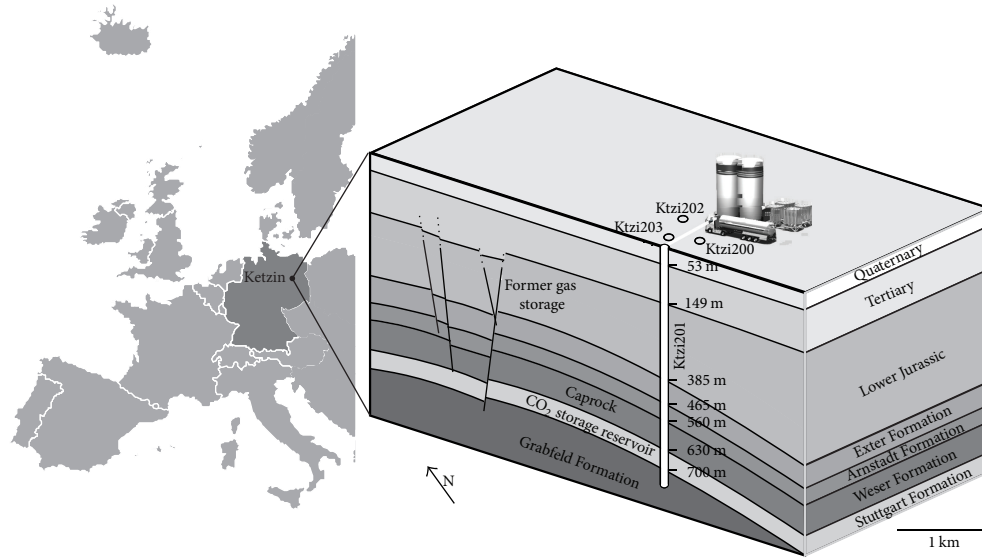 Ketzin
Ktzi202
Ktzi203
Ktzi200
53 m
149 m
Former gas
storage
Ktzi201
385 m
465 m
560 m
630 m
700 m
Caprock
CO₂ storage reservoir
Grabfeld Formation
Quaternary
Tertiary
Lower Jurassic
Exter Formation
Arnstadt Formation
Weser Formation
Stuttgart Formation
N
1 km